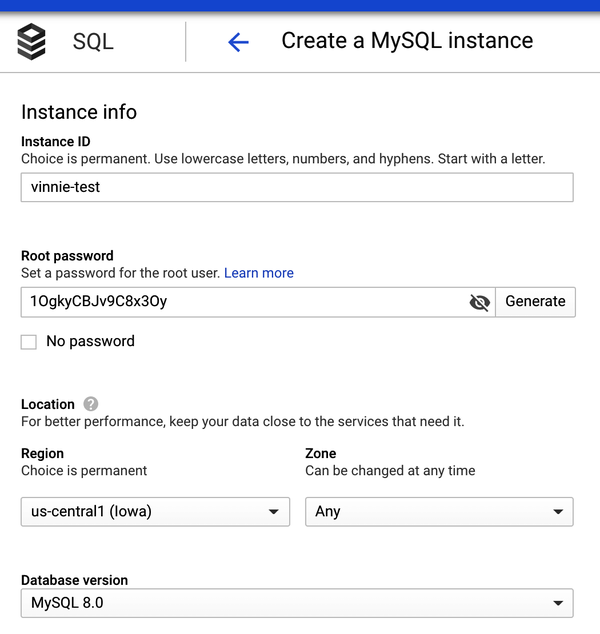 SQL
Create a MySQL instance
Instance info
Instance ID
Choice is permanent. Use lowercase letters, numbers, and hyphens. Start with a letter.
vinnie-test
Root password
Set a password for the root user. Learn more
1OgkyCBJv9C8x3Oy
Generate
No password
Location
For better performance, keep your data close to the services that need it.
Region
Choice is permanent
us-central1 (Iowa)
Zone
Can be changed at any time
Any
Database version
MySQL 8.0